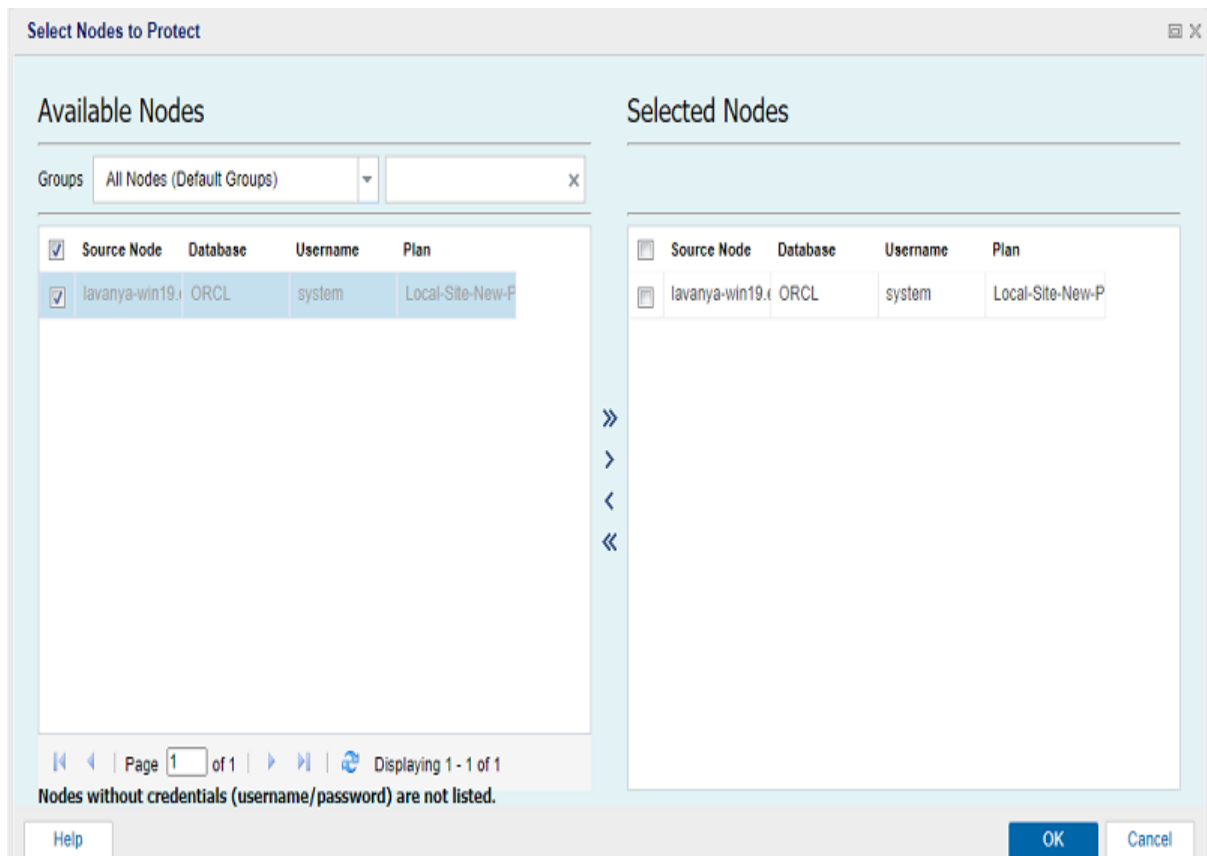 Select Nodes to Protect
Available Nodes
Groups All Nodes (Default Groups)
Source Node Database Username Plan
lavanya-win19. ORCL system Local-Site-New-P
Page 1 of 1 Displaying 1 - 1 of 1
Nodes without credentials (username/password) are not listed.
Selected Nodes
Source Node Database Username Plan
lavanya-win19. ORCL system Local-Site-New-P
Help OK Cancel